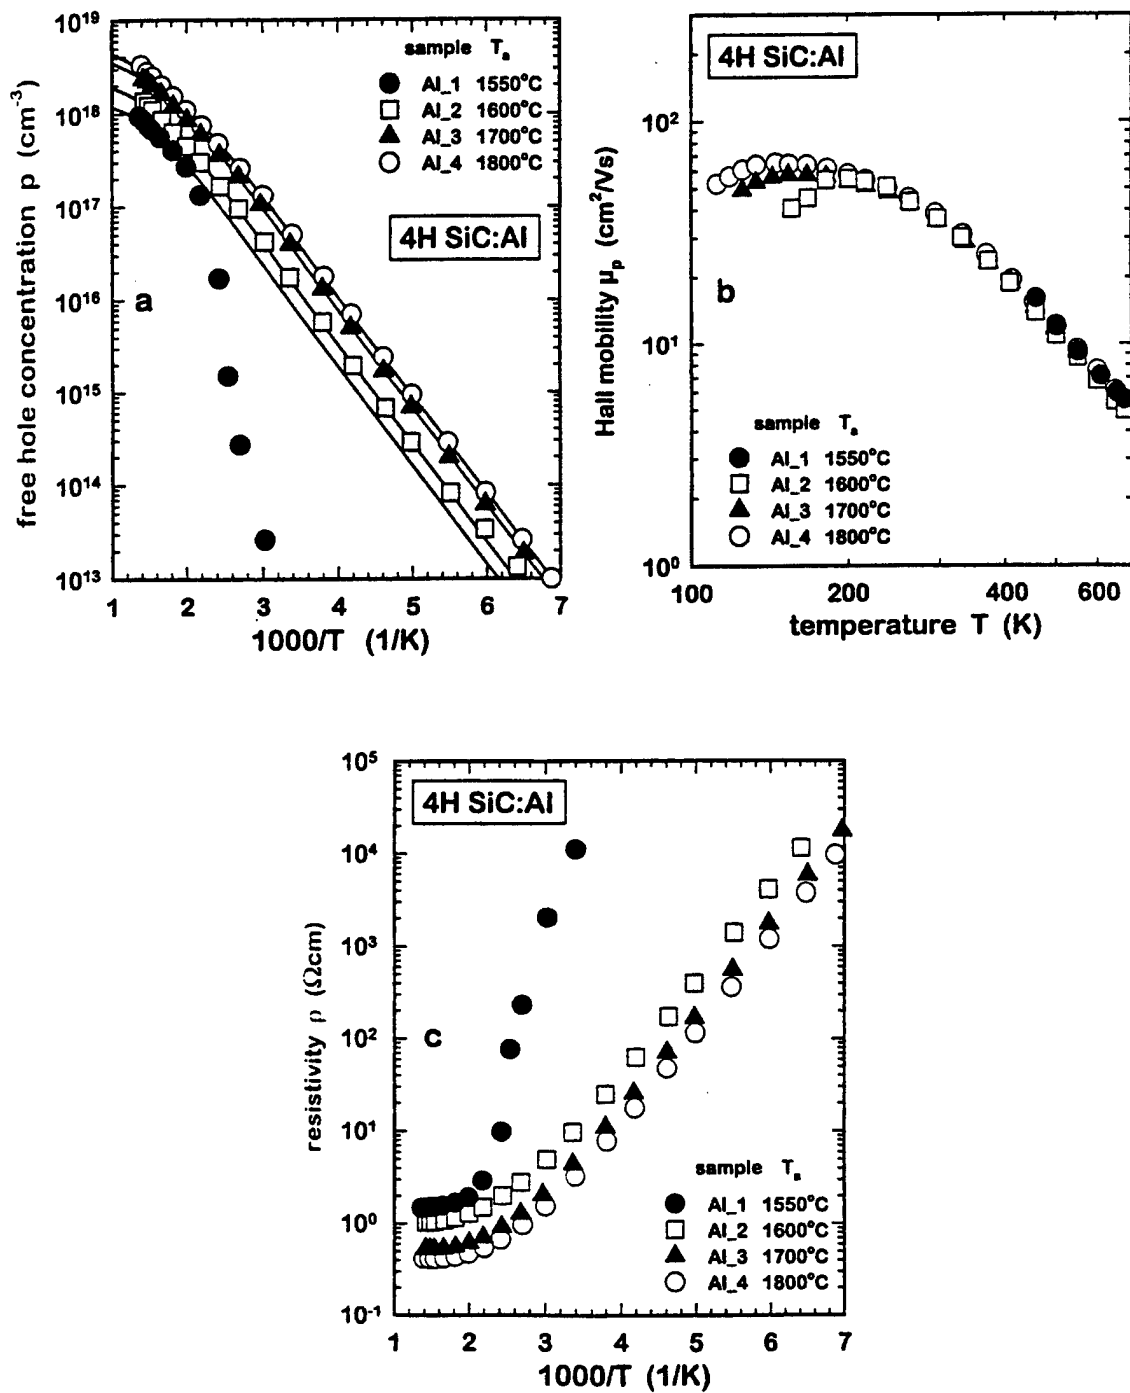 10^19
10^18
10^17
10^16
10^15
10^14
10^13
free hole concentration p (cm^-3)
sample T_a
Al_1 1550°C
Al_2 1600°C
Al_3 1700°C
Al_4 1800°C
4H SiC:Al
a
1 2 3 4 5 6 7
1000/T (1/K)
4H SiC:Al
10^2
10^1
10^0
Hall mobility μ_p (cm^2/Vs)
b
sample T_a
Al_1 1550°C
Al_2 1600°C
Al_3 1700°C
Al_4 1800°C
100 200 400 600
temperature T (K)
4H SiC:Al
10^5
10^4
10^3
10^2
10^1
10^0
10^-1
resistivity ρ (Ωcm)
c
sample T_a
Al_1 1550°C
Al_2 1600°C
Al_3 1700°C
Al_4 1800°C
1 2 3 4 5 6 7
1000/T (1/K)